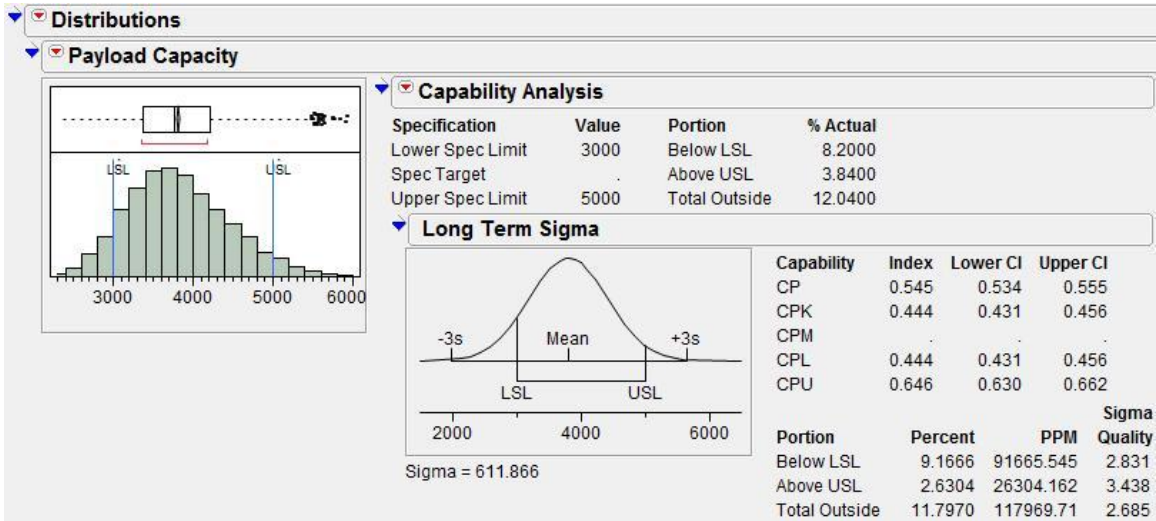 Distributions
Payload Capacity
LSL USL
3000 4000 5000 6000
Capability Analysis
Specification Value Portion % Actual
Lower Spec Limit 3000 Below LSL 8.2000
Spec Target . Above USL 3.8400
Upper Spec Limit 5000 Total Outside 12.0400
Long Term Sigma
-3s Mean +3s
LSL USL
2000 4000 6000
Sigma = 611.866
Capability Index Lower CI Upper CI
CP 0.545 0.534 0.555
CPK 0.444 0.431 0.456
CPM . . .
CPL 0.444 0.431 0.456
CPU 0.646 0.630 0.662
Sigma
Portion Percent PPM Quality
Below LSL 9.1666 91665.545 2.831
Above USL 2.6304 26304.162 3.438
Total Outside 11.7970 117969.71 2.685